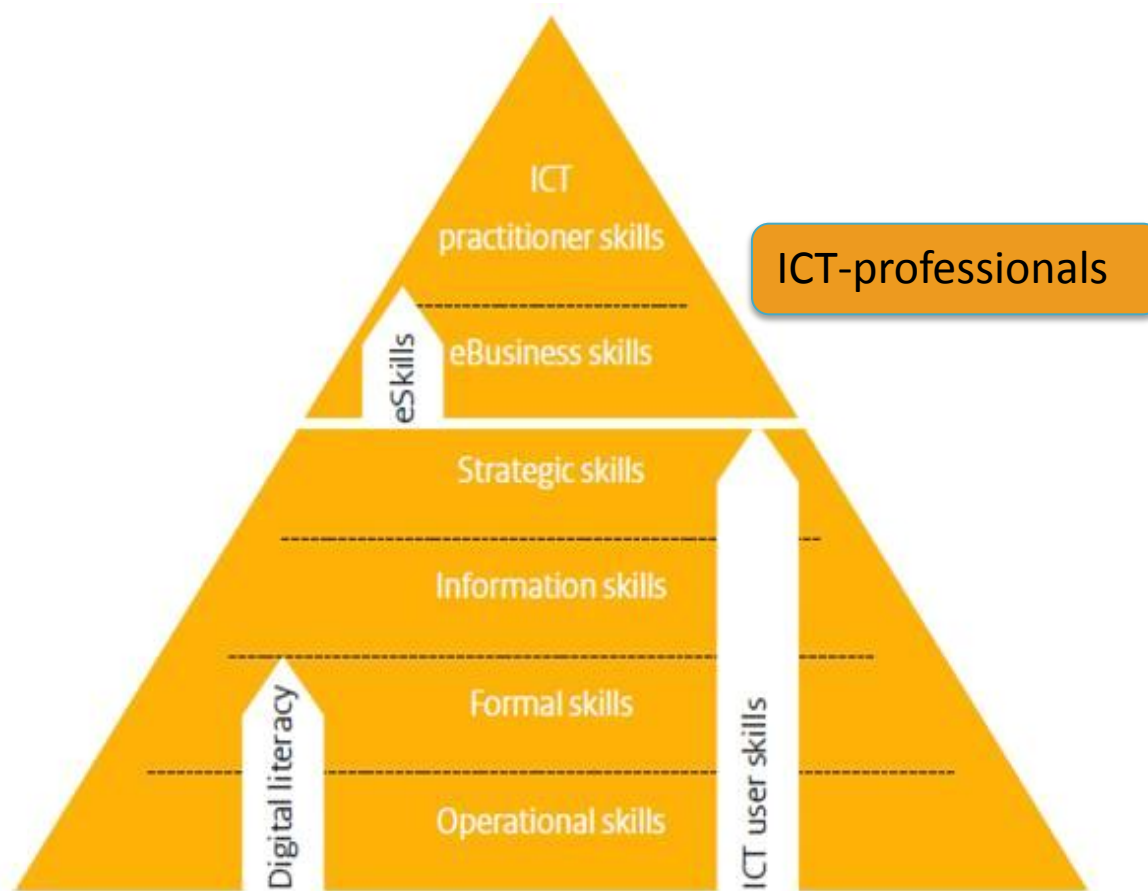 ICT
practitioner skills
ICT-professionals
eBusiness skills
eSkills
Strategic skills
Information skills
Formal skills
Operational skills
Digital literacy
ICT user skills